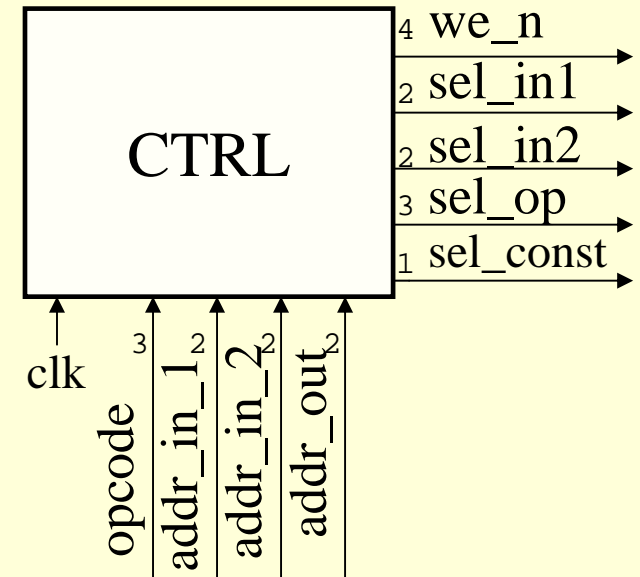 4 we_n
2 sel_in1
2 sel_in2
3 sel_op
1 sel_const
CTRL
clk
3 opcode
2 addr_in_1
2 addr_in_2
2 addr_out